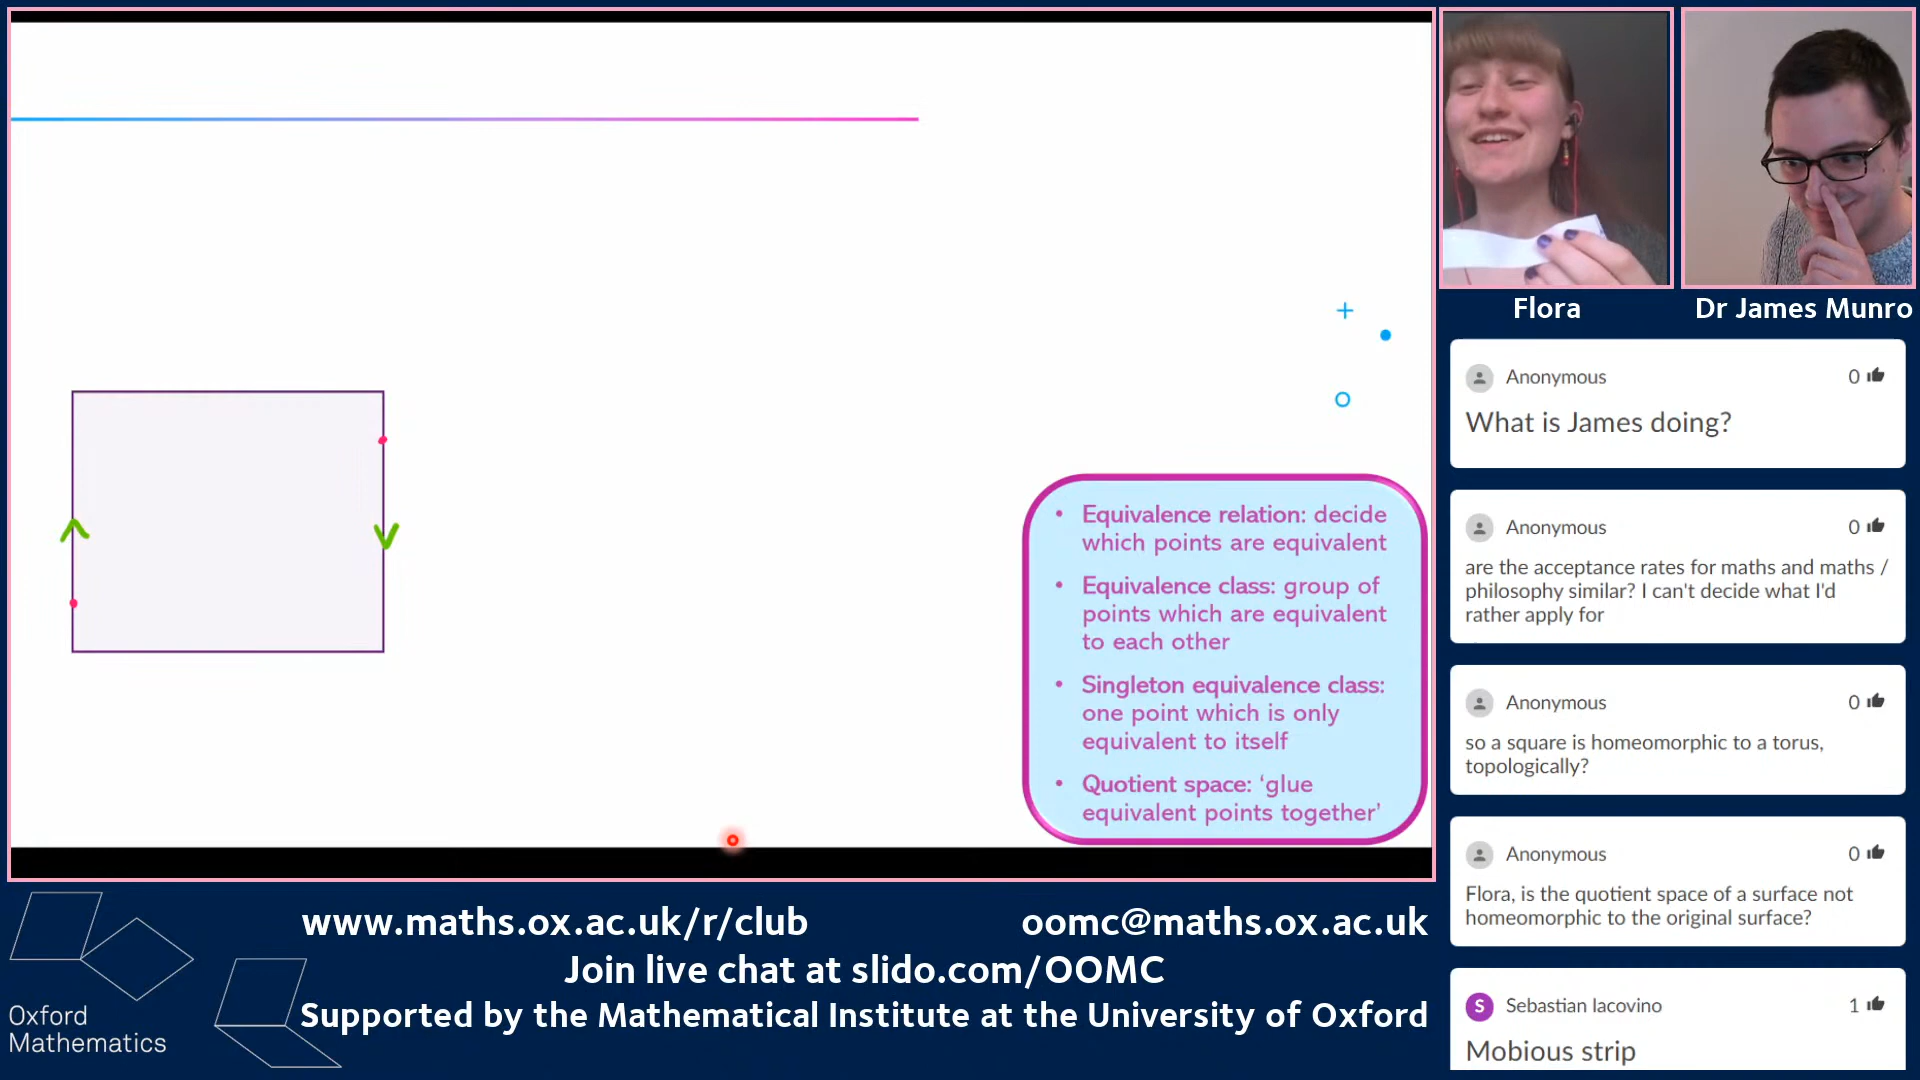 • Equivalence relation: decide
which points are equivalent
• Equivalence class: group of
points which are equivalent
to each other
• Singleton equivalence class:
one point which is only
equivalent to itself
• Quotient space: ‘glue
equivalent points together’
Flora
Dr James Munro
Anonymous
0
What is James doing?
Anonymous
0
are the acceptance rates for maths and maths /
philosophy similar? I can't decide what I'd
rather apply for
Anonymous
0
so a square is homeomorphic to a torus,
topologically?
Anonymous
0
Flora, is the quotient space of a surface not
homeomorphic to the original surface?
S
Sebastian Iacovino
1
Mobious strip
www.maths.ox.ac.uk/r/club
oomc@maths.ox.ac.uk
Join live chat at slido.com/OOMC
Supported by the Mathematical Institute at the University of Oxford
Oxford
Mathematics